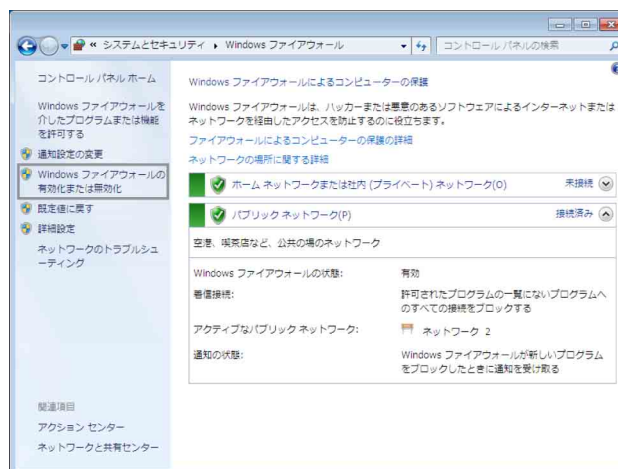 « システムとセキュリティ ▸ Windows ファイアウォール
コントロール パネルの検索
コントロール パネル ホーム
Windows ファイアウォールを
介したプログラムまたは機能
を許可する
通知設定の変更
Windows ファイアウォールの
有効化または無効化
既定値に戻す
詳細設定
ネットワークのトラブルシュ
ーティング
関連項目
アクション センター
ネットワークと共有センター
Windows ファイアウォールによるコンピューターの保護
Windows ファイアウォールは、ハッカーまたは悪意のあるソフトウェアによるインターネットまたは
ネットワークを経由したアクセスを防止するのに役立ちます。
ファイアウォールによるコンピューターの保護の詳細
ネットワークの場所に関する詳細
ホーム ネットワークまたは社内 (プライベート) ネットワーク(O) 未接続
パブリック ネットワーク(P) 接続済み
空港、喫茶店など、公共の場のネットワーク
Windows ファイアウォールの状態: 有効
着信接続: 許可されたプログラムの一覧にないプログラムへ
のすべての接続をブロックする
アクティブなパブリック ネットワーク: ネットワーク 2
通知の状態: Windows ファイアウォールが新しいプログラム
をブロックしたときに通知を受け取る